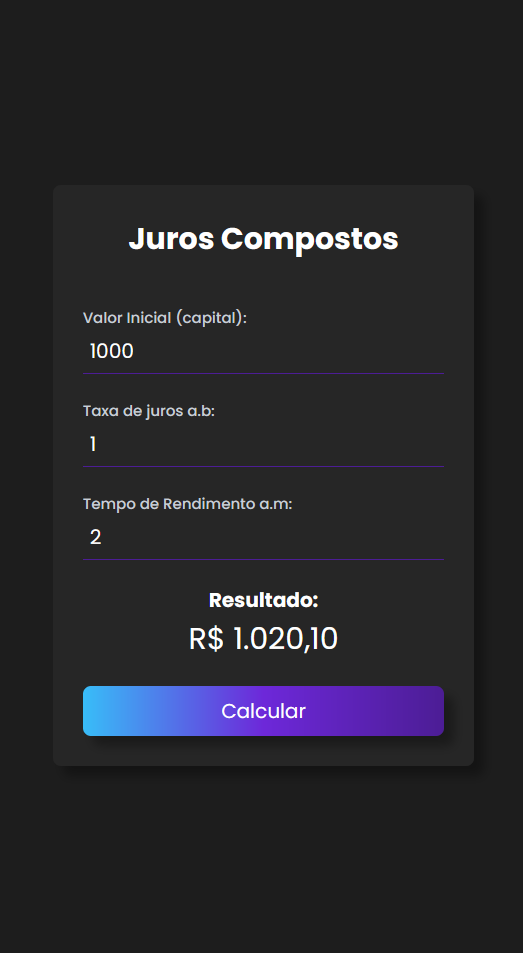 Juros Compostos
Valor Inicial (capital):
1000
Taxa de juros a.b:
1
Tempo de Rendimento a.m:
2
Resultado:
R$ 1.020,10
Calcular